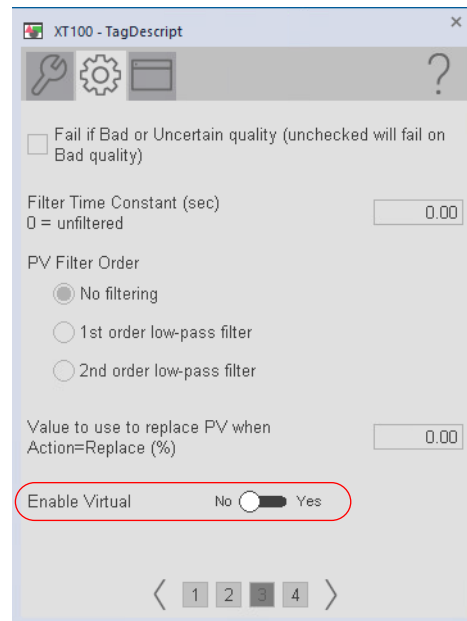 XT100 - TagDescript
×
?
Fail if Bad or Uncertain quality (unchecked will fail on
Bad quality)
Filter Time Constant (sec)
0 = unfiltered
0.00
PV Filter Order
No filtering
1st order low-pass filter
2nd order low-pass filter
Value to use to replace PV when
Action=Replace (%)
0.00
Enable Virtual No Yes
1 2 3 4